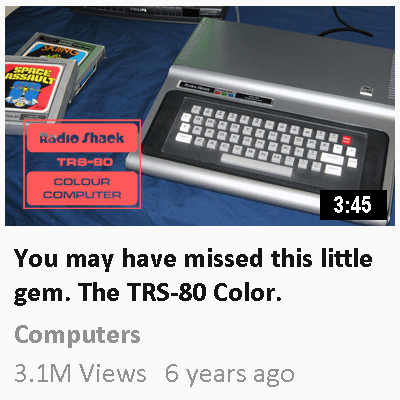 PHILIPS
SKIING
SPACE
ASSAULT
Radio Shack
Radio Shack
TRS-80
COLOUR
COMPUTER
3:45
You may have missed this little
gem. The TRS-80 Color.
Computers
3.1M Views 6 years ago